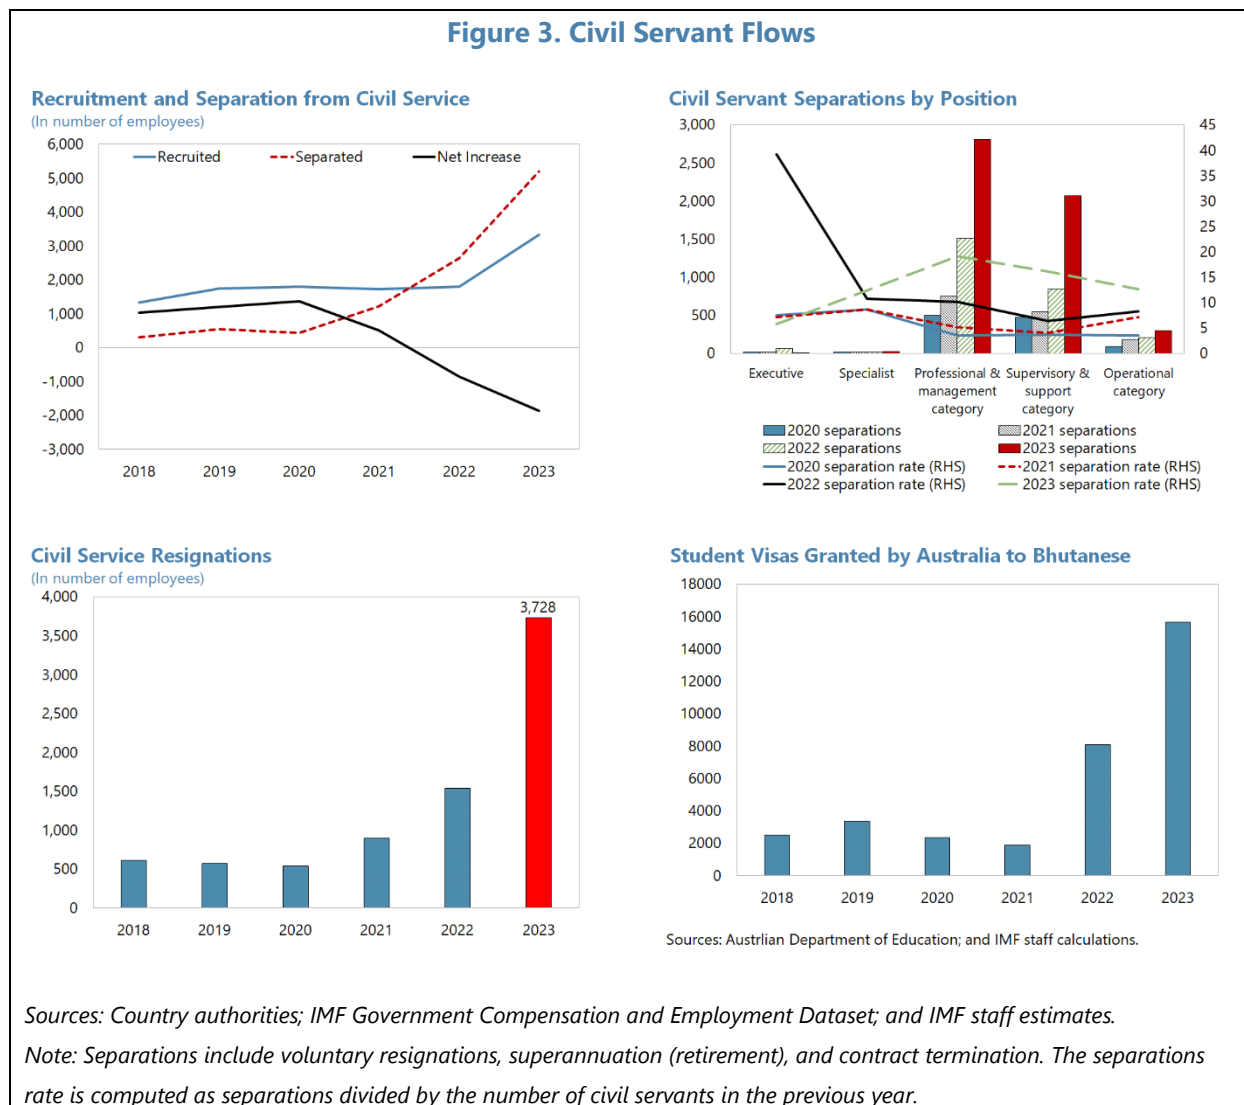 Figure 3. Civil Servant Flows
Recruitment and Separation from Civil Service
(In number of employees)
6,000
5,000
4,000
3,000
2,000
1,000
0
-1,000
-2,000
-3,000
Recruited
Separated
Net Increase
2018
2019
2020
2021
2022
2023
Civil Servant Separations by Position
3,000
2,500
2,000
1,500
1,000
500
0
45
40
35
30
25
20
15
10
5
0
Executive
Specialist
Professional &
management
category
Supervisory &
support
category
Operational
category
2020 separations
2021 separations
2022 separations
2023 separations
2020 separation rate (RHS)
2021 separation rate (RHS)
2022 separation rate (RHS)
2023 separation rate (RHS)
Civil Service Resignations
(In number of employees)
4,000
3,500
3,000
2,500
2,000
1,500
1,000
500
0
3,728
2018
2019
2020
2021
2022
2023
Student Visas Granted by Australia to Bhutanese
18000
16000
14000
12000
10000
8000
6000
4000
2000
0
2018
2019
2020
2021
2022
2023
Sources: Austrlian Department of Education; and IMF staff calculations.
Sources: Country authorities; IMF Government Compensation and Employment Dataset; and IMF staff estimates.
Note: Separations include voluntary resignations, superannuation (retirement), and contract termination. The separations
rate is computed as separations divided by the number of civil servants in the previous year.